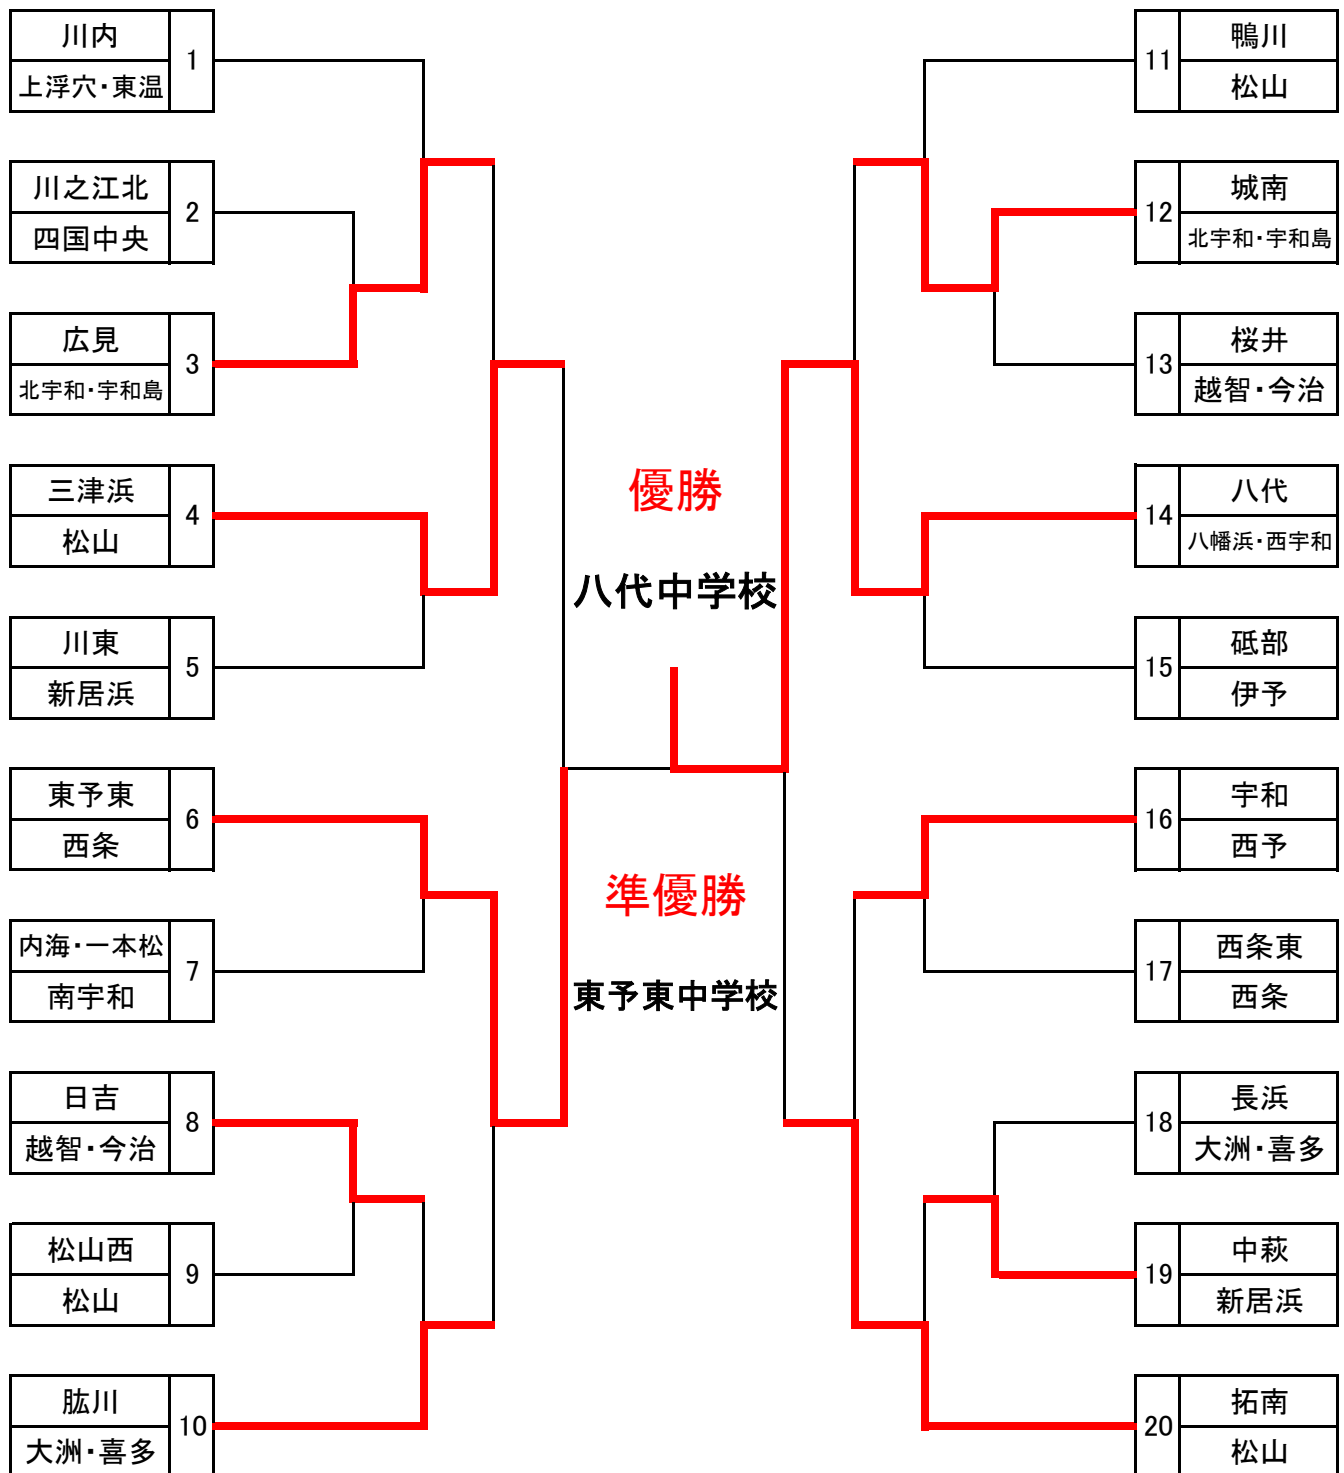 川内
1
上浮穴・東温
川之江北
2
四国中央
広見
3
北宇和・宇和島
三津浜
4
松山
川東
5
新居浜
東予東
6
西条
内海・一本松
7
南宇和
日吉
8
越智・今治
松山西
9
松山
肱川
10
大洲・喜多
優勝
八代中学校
準優勝
東予東中学校
鴨川
11
松山
城南
12
北宇和・宇和島
桜井
13
越智・今治
八代
14
八幡浜・西宇和
砥部
15
伊予
宇和
16
西予
西条東
17
西条
長浜
18
大洲・喜多
中萩
19
新居浜
拓南
20
松山